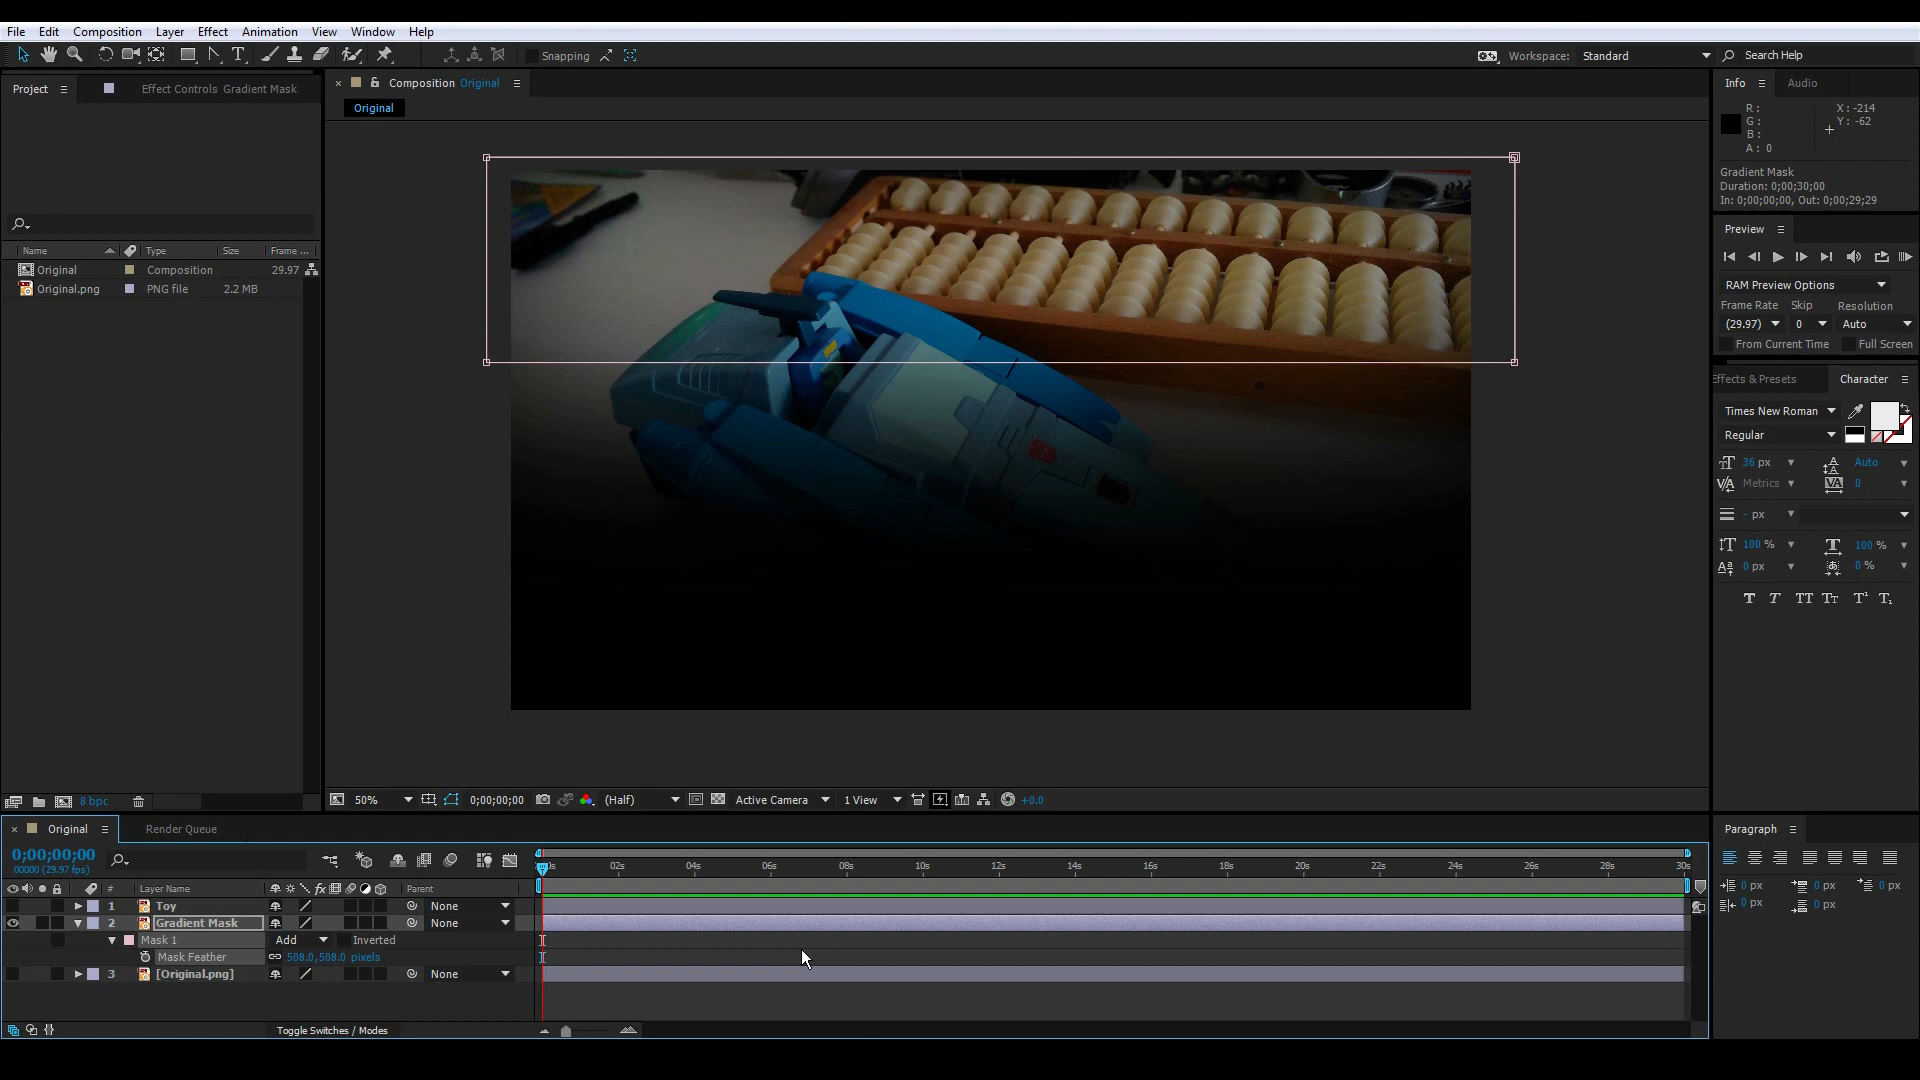 File Edit Composition Layer Effect Animation View Window Help
Snapping
Workspace: Standard
Search Help
Project
Effect Controls Gradient Mask
Composition Original
Original
Info
Audio
R :
G :
B :
A : 0
X : -214
Y : -62
Gradient Mask
Duration: 0;00;30;00
In: 0;00;00;00, Out: 0;00;29;29
Preview
RAM Preview Options
Frame Rate Skip Resolution
(29.97) 0 Auto
From Current Time Full Screen
Name Type Size Frame ...
Original Composition 29.97
Original.png PNG file 2.2 MB
8 bpc
Effects & Presets
Character
Times New Roman
Regular
36 px Auto
Metrics 0
- px
100 % 100 %
0 px 0 %
T T TT Tr T¹ T₁
50% 0;00;00;00 (Half) Active Camera 1 View +0.0
Original
Render Queue
0;00;00;00
00000 (29.97 fps)
02s 04s 06s 08s 10s 12s 14s 16s 18s 20s 22s 24s 26s 28s 30s
# Layer Name fx Parent
1 Toy None
2 Gradient Mask None
Mask 1 Add Inverted
Mask Feather 508.0,508.0 pixels
3 [Original.png] None
Toggle Switches / Modes
Paragraph
0 px 0 px 0 px
0 px 0 px